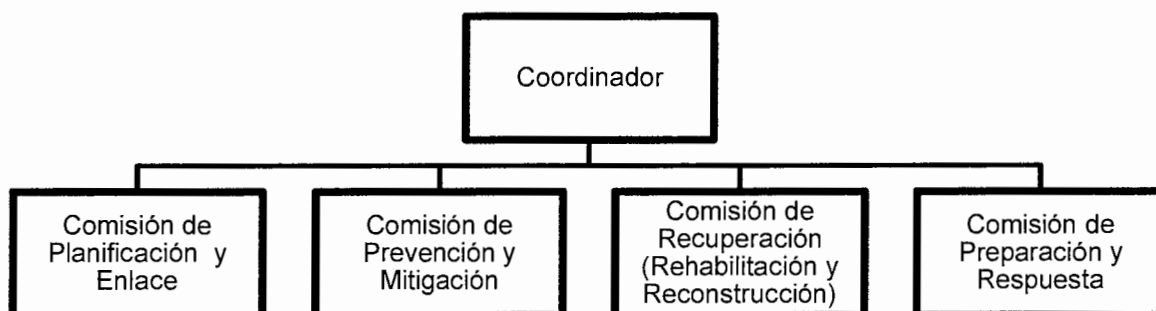 Coordinador
Comisión de
Planificación y
Enlace
Comisión de
Prevención y
Mitigación
Comisión de
Recuperación
(Rehabilitación y
Reconstrucción)
Comisión de
Preparación y
Respuesta